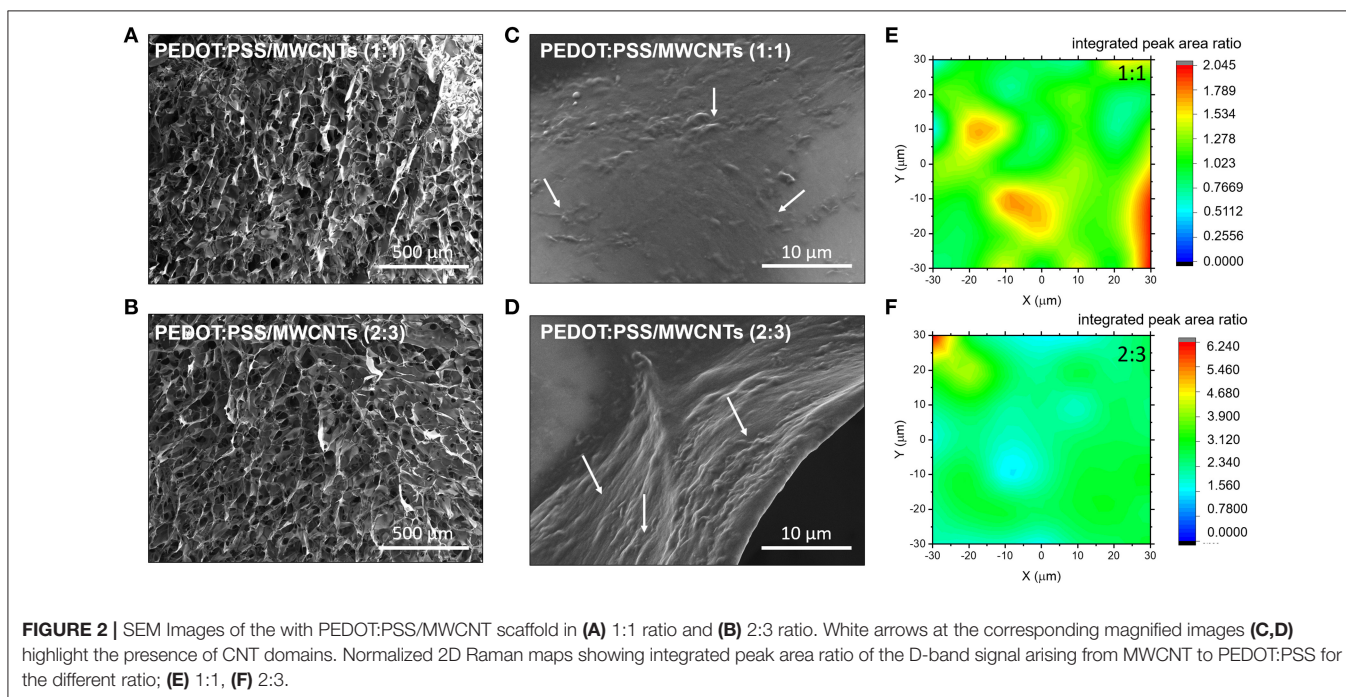 A
PEDOT:PSS/MWCNTs (1:1)
500 µm
C
PEDOT:PSS/MWCNTs (1:1)
10 µm
E
integrated peak area ratio
1:1
30
20
10
0
-10
-20
-30
Y (µm)
-30 -20 -10 0 10 20 30
X (µm)
2.045
1.789
1.534
1.278
1.023
0.7669
0.5112
0.2556
0.0000
B
PEDOT:PSS/MWCNTs (2:3)
500 µm
D
PEDOT:PSS/MWCNTs (2:3)
10 µm
F
integrated peak area ratio
2:3
30
20
10
0
-10
-20
-30
Y (µm)
-30 -20 -10 0 10 20 30
X (µm)
6.240
5.460
4.680
4.900
3.120
2.340
1.560
0.7800
0.0000
FIGURE 2 | SEM Images of the with PEDOT:PSS/MWCNT scaffold in (A) 1:1 ratio and (B) 2:3 ratio. White arrows at the corresponding magnified images (C,D)
highlight the presence of CNT domains. Normalized 2D Raman maps showing integrated peak area ratio of the D-band signal arising from MWCNT to PEDOT:PSS for
the different ratio; (E) 1:1, (F) 2:3.